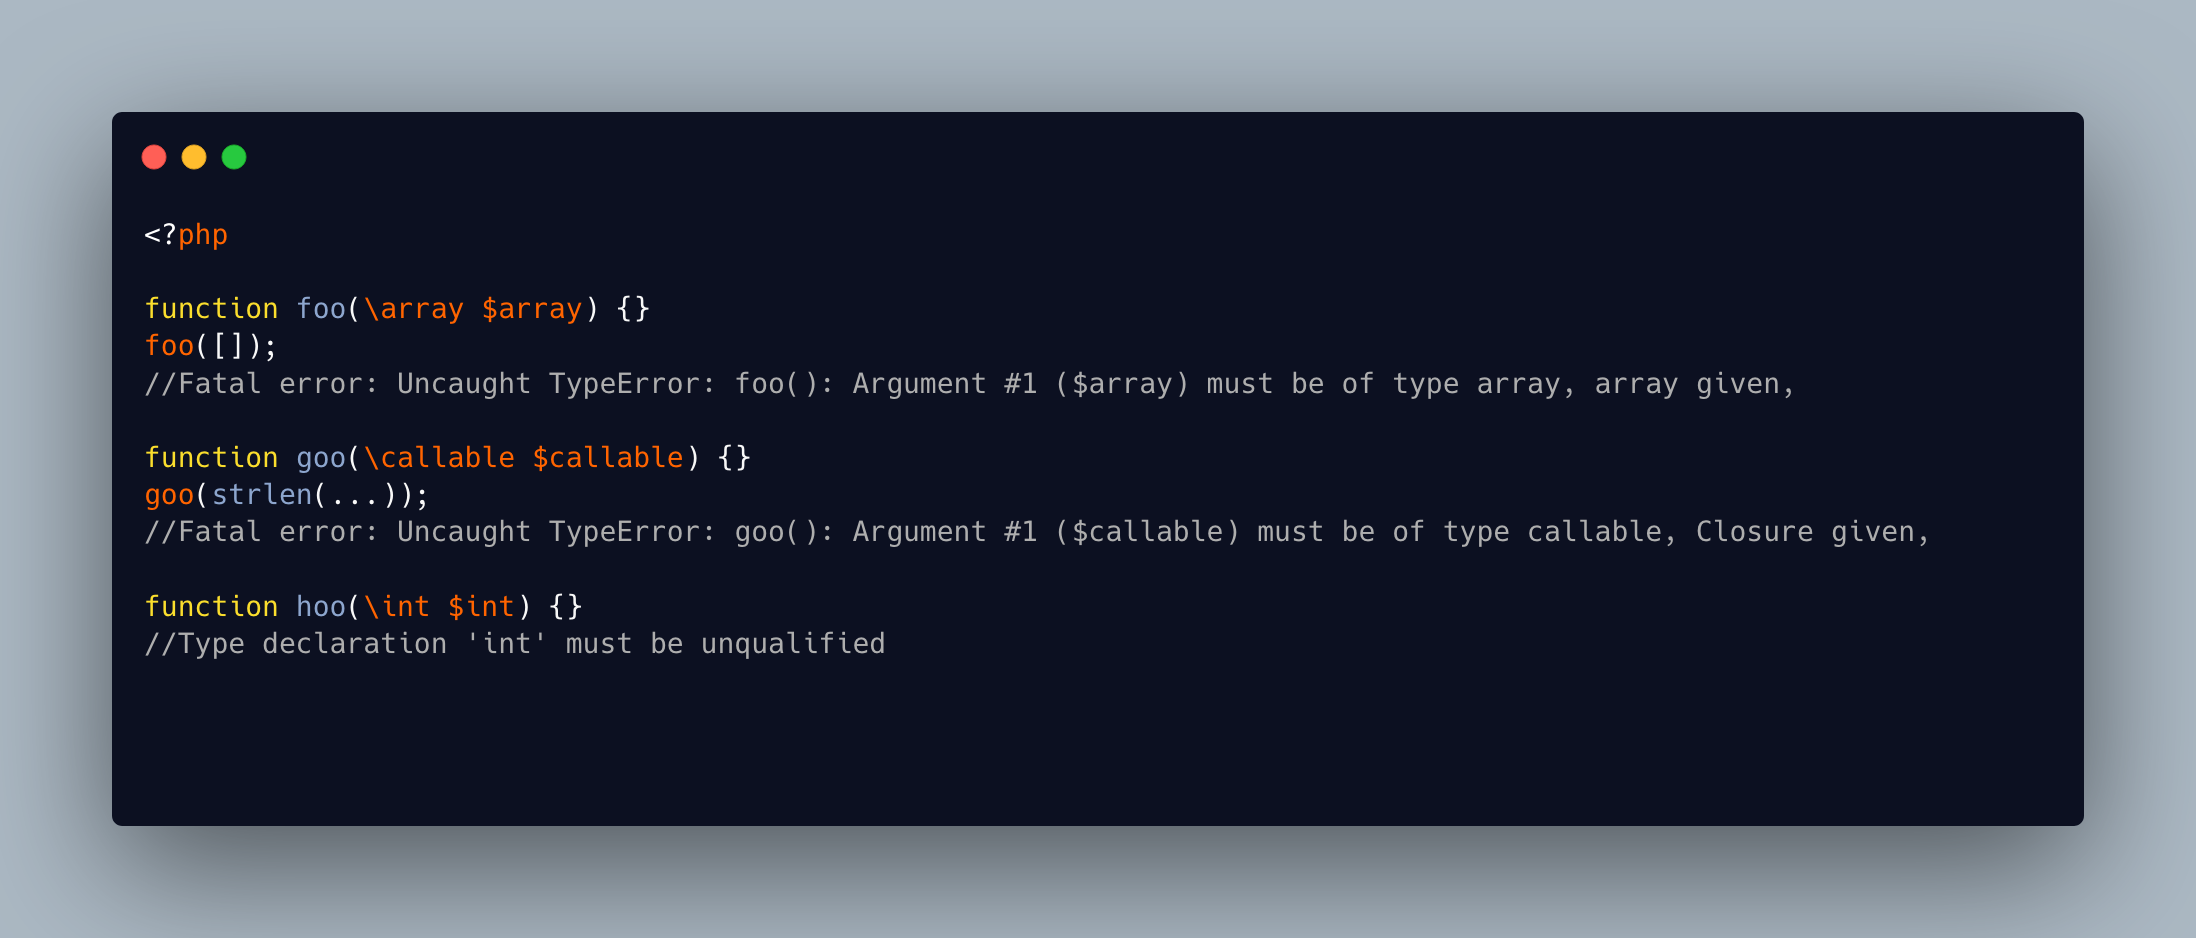 <?php
function foo(\array $array) {}
foo([]);
//Fatal error: Uncaught TypeError: foo(): Argument #1 ($array) must be of type array, array given,
function goo(\callable $callable) {}
goo(strlen(...));
//Fatal error: Uncaught TypeError: goo(): Argument #1 ($callable) must be of type callable, Closure given,
function hoo(\int $int) {}
//Type declaration 'int' must be unqualified